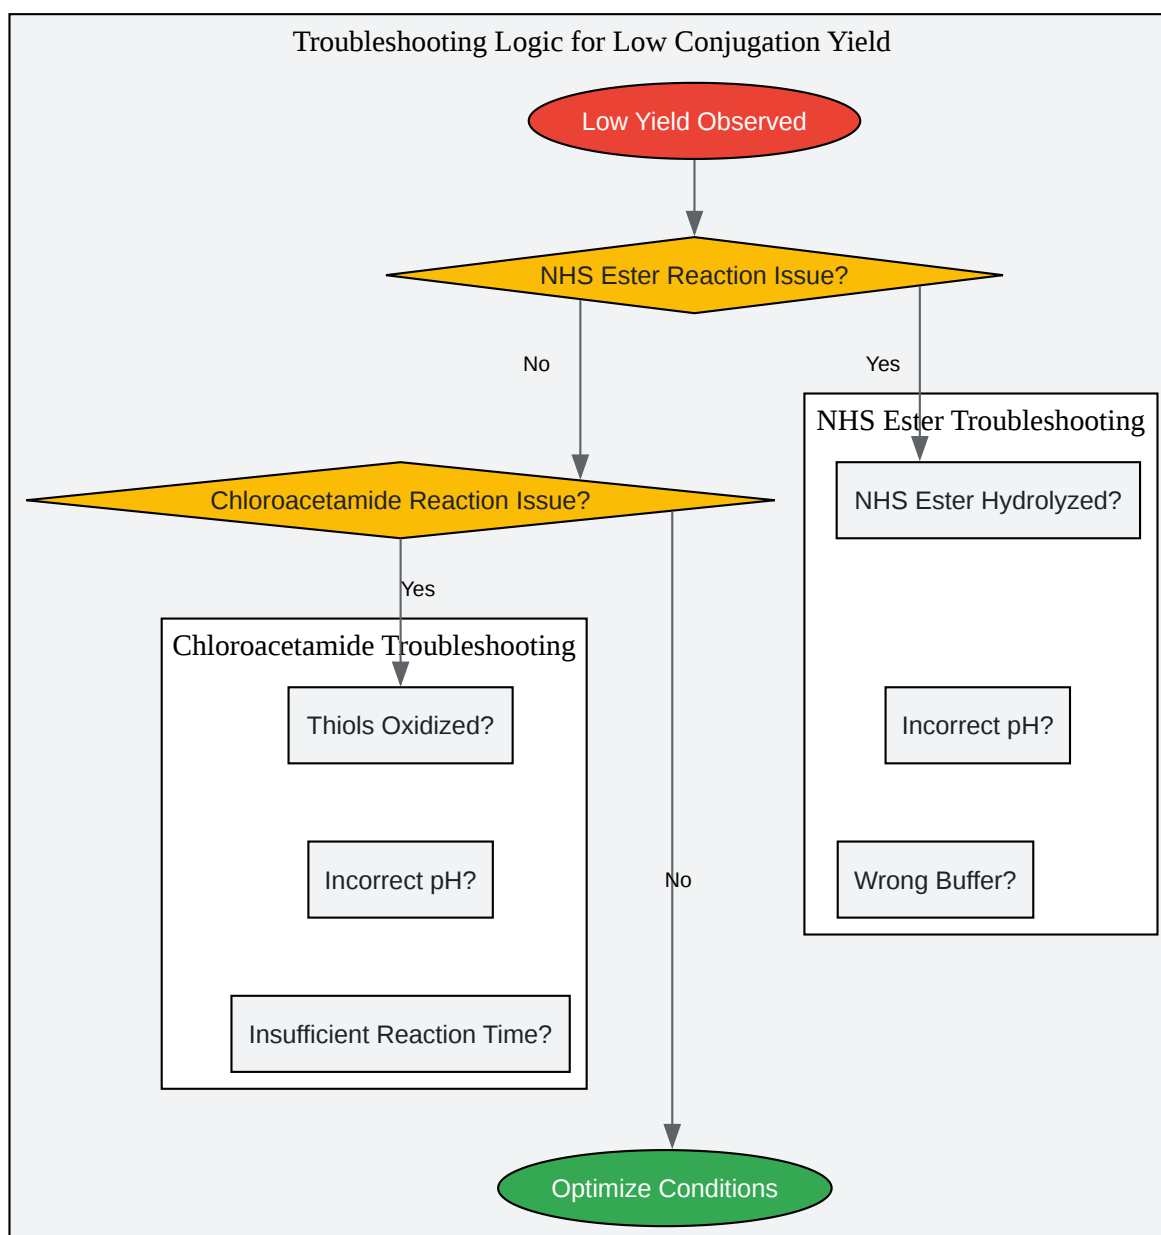 Troubleshooting Logic for Low Conjugation Yield
Low Yield Observed
NHS Ester Reaction Issue?
No
Yes
NHS Ester Troubleshooting
Chloroacetamide Reaction Issue?
NHS Ester Hydrolyzed?
Yes
Chloroacetamide Troubleshooting
Thiols Oxidized?
Incorrect pH?
Incorrect pH?
No
Wrong Buffer?
Insufficient Reaction Time?
Optimize Conditions